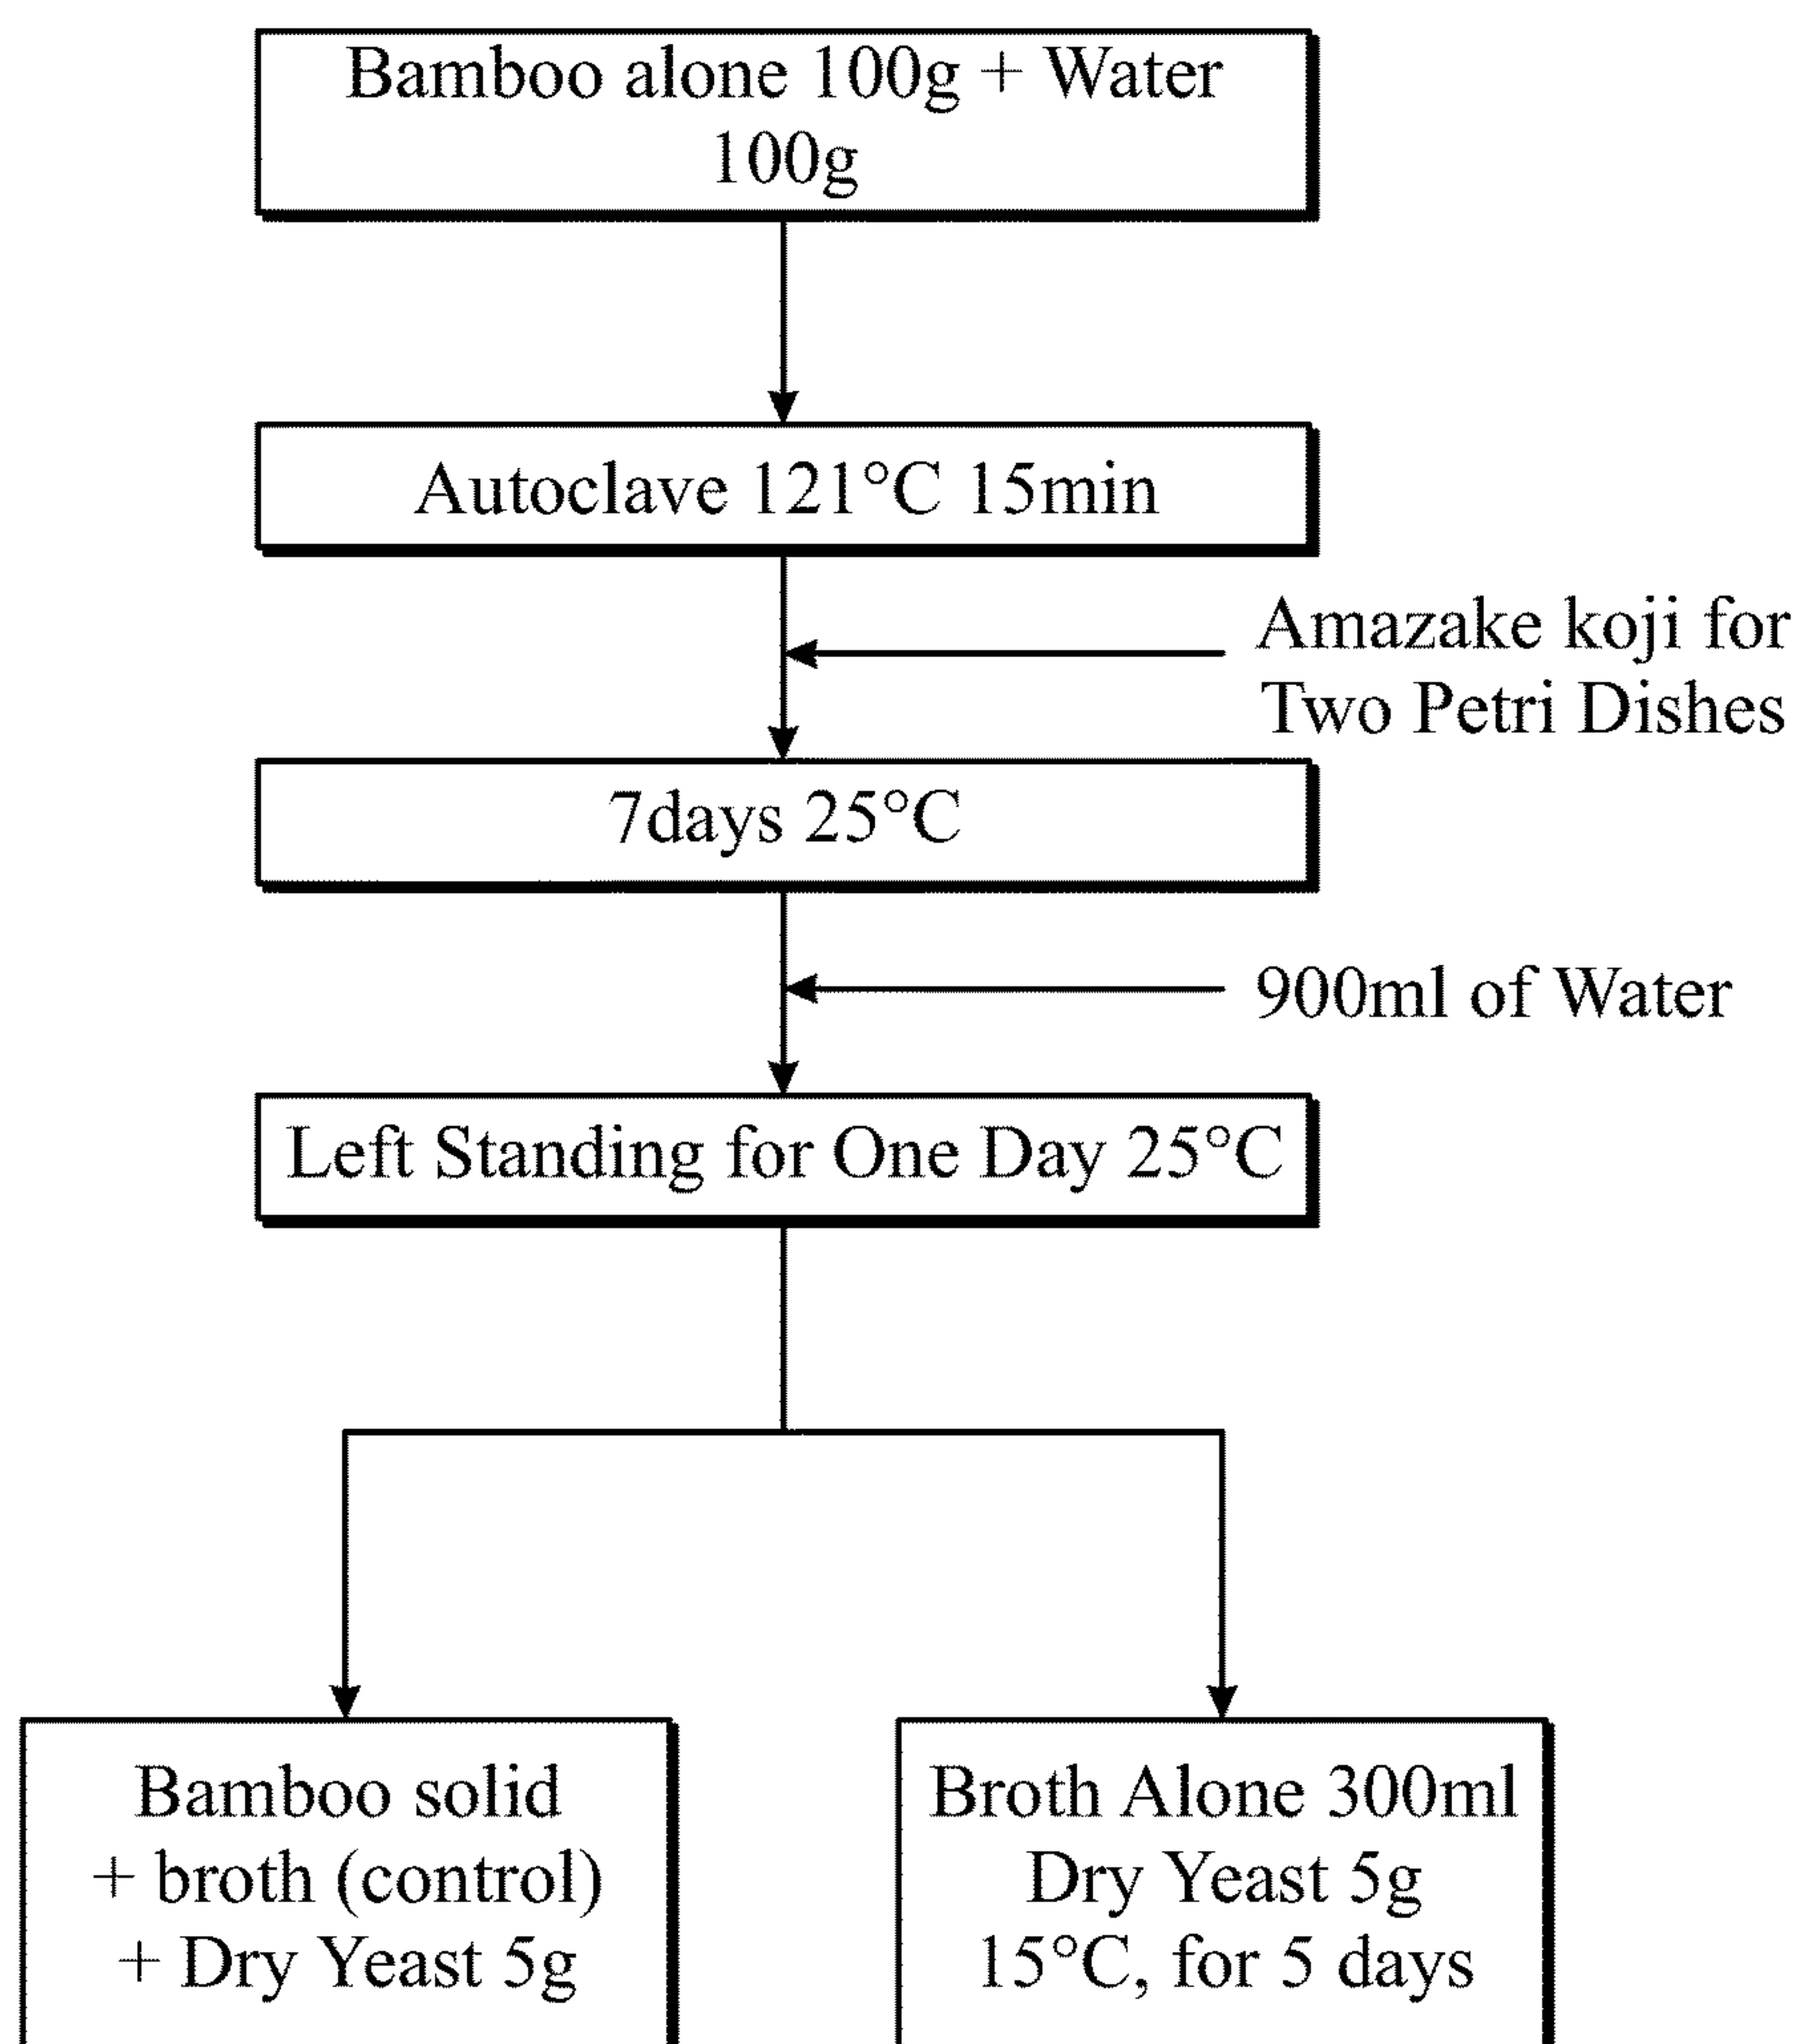 Bamboo alone 100g + Water
100g
Autoclave 121°C 15min
Amazake koji for
Two Petri Dishes
7days 25°C
900ml of Water
Left Standing for One Day 25°C
Bamboo solid
+ broth (control)
+ Dry Yeast 5g
Broth Alone 300ml
Dry Yeast 5g
15°C, for 5 days